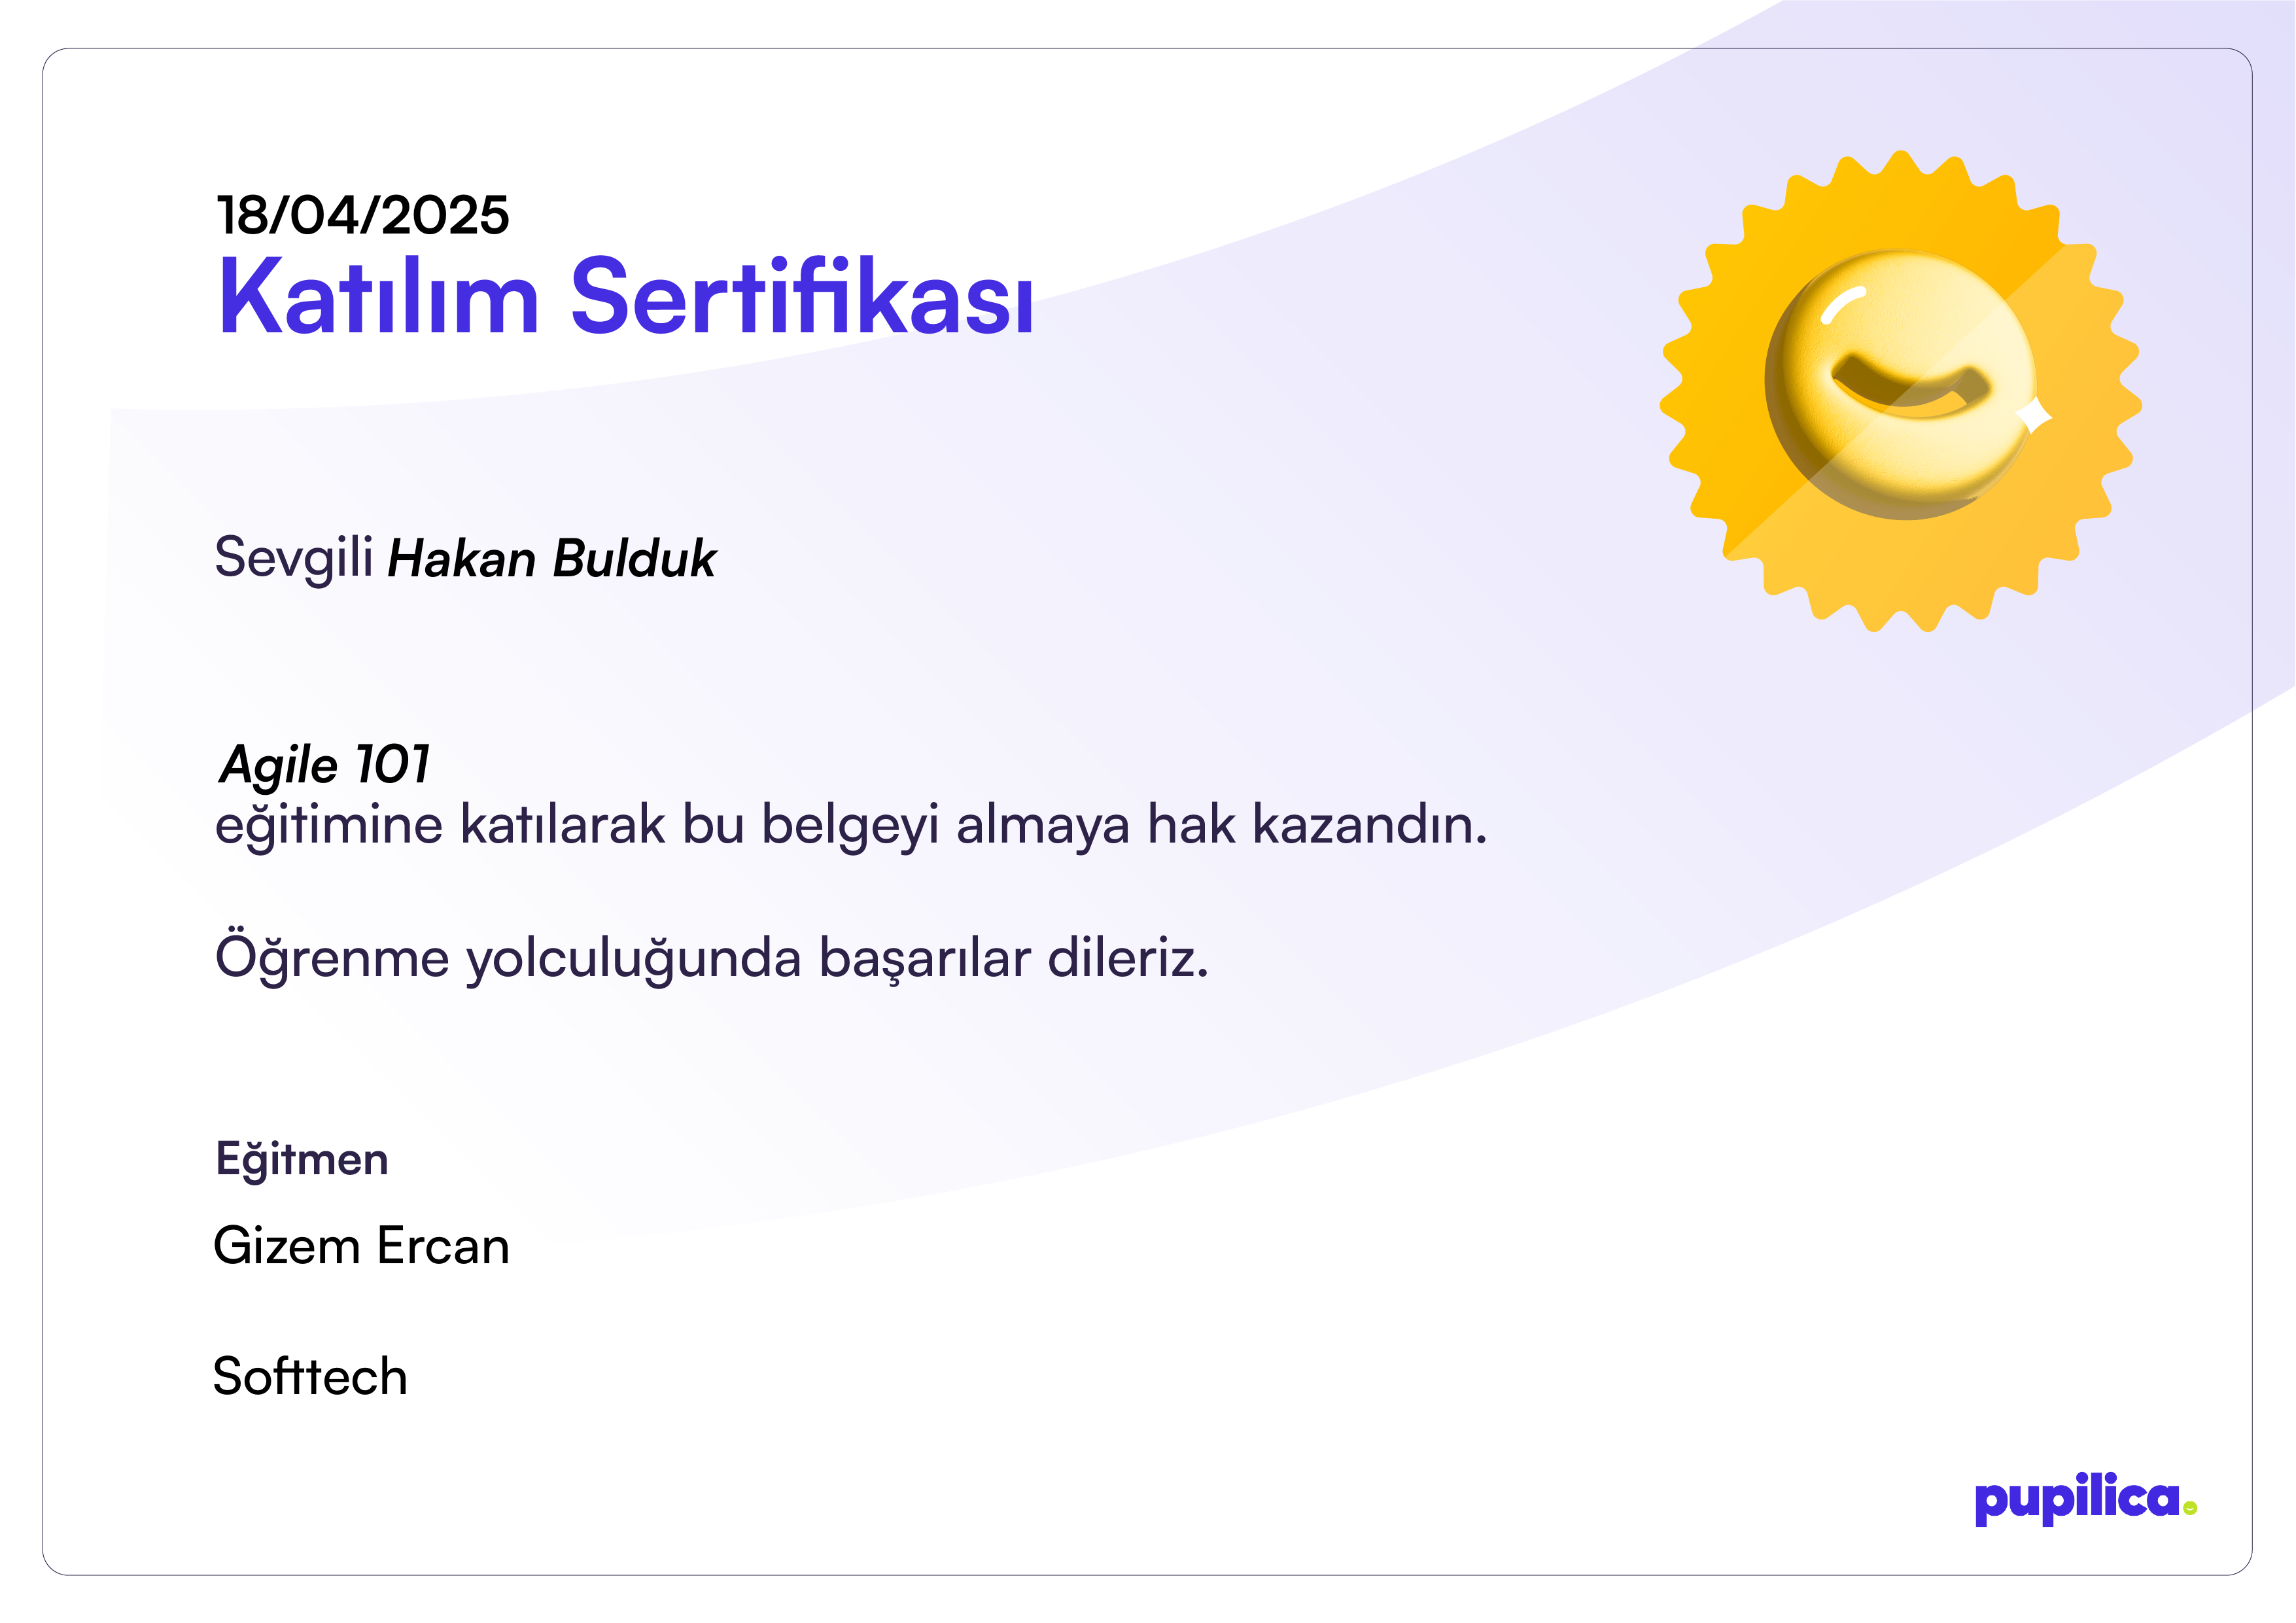 18/04/2025
Katılım Sertifikası
Sevgili Hakan Bulduk
Agile 101
eğitimine katılarak bu belgeyi almaya hak kazandın.
Öğrenme yolculuğunda başarılar dileriz.
Eğitmen
Gizem Ercan
Softtech
pupilica.